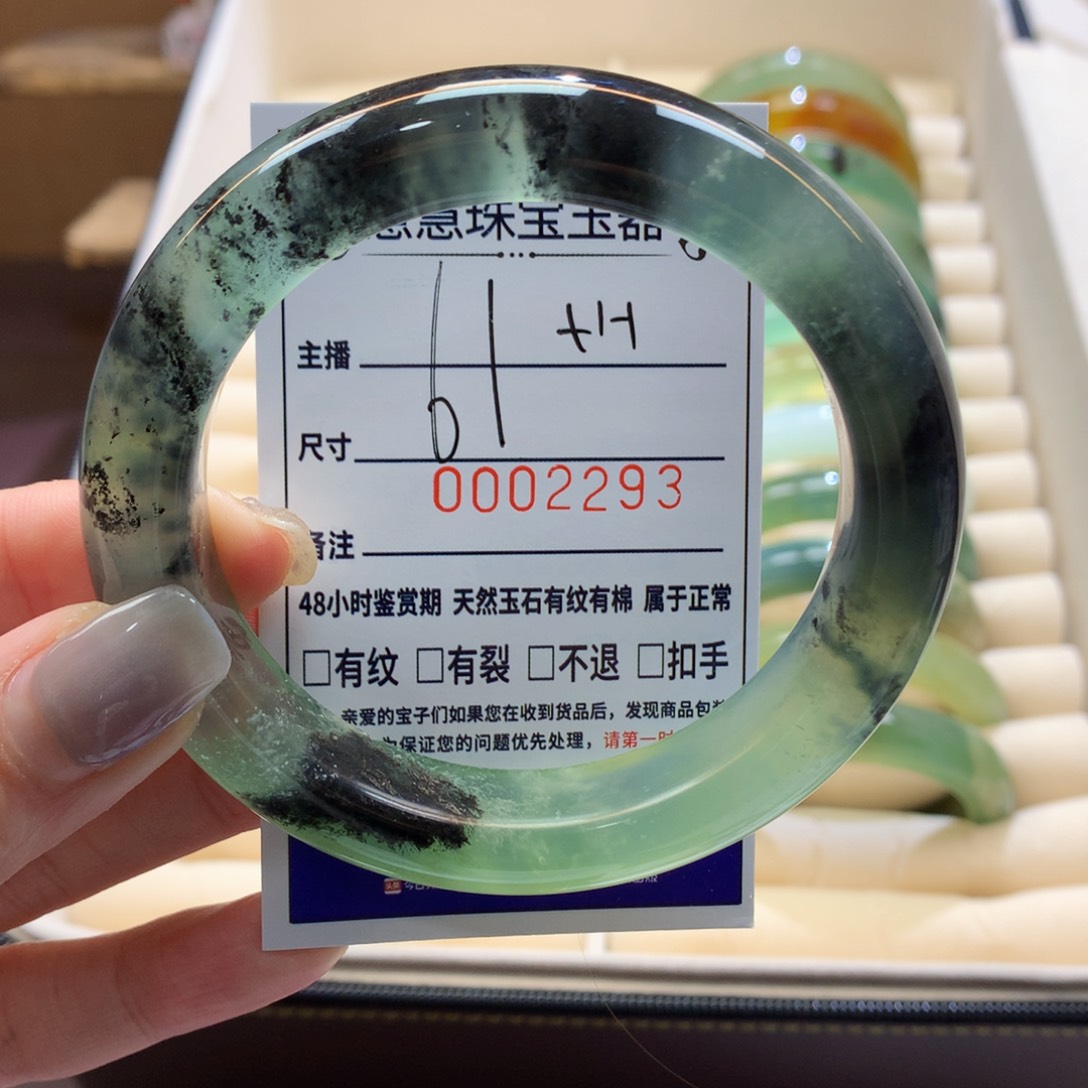 急珠宝玉器
主播
尺寸 61
0002293
备注
48小时鉴赏期 天然玉石有纹有棉 属于正常
□有纹 □有裂 □不退 □扣手
亲爱的宝子们如果您在收到货品后，发现商品包装
为保证您的问题优先处理，请第一时